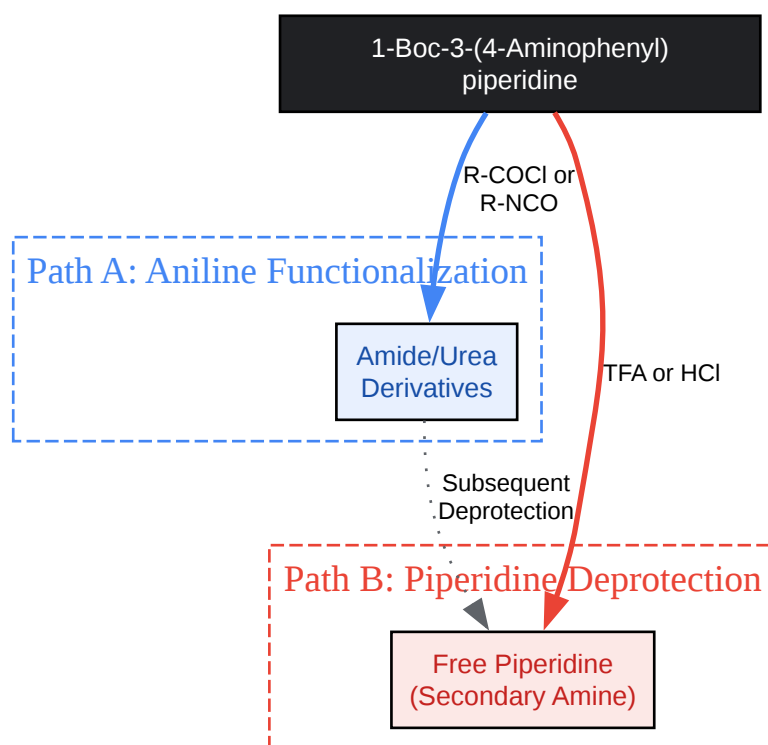 1-Boc-3-(4-Aminophenyl)
piperidine
R-COCl or
R-NCO
Path A: Aniline Functionalization
Amide/Urea
Derivatives
TFA or HCl
Subsequent
Deprotection
Path B: Piperidine Deprotection
Free Piperidine
(Secondary Amine)